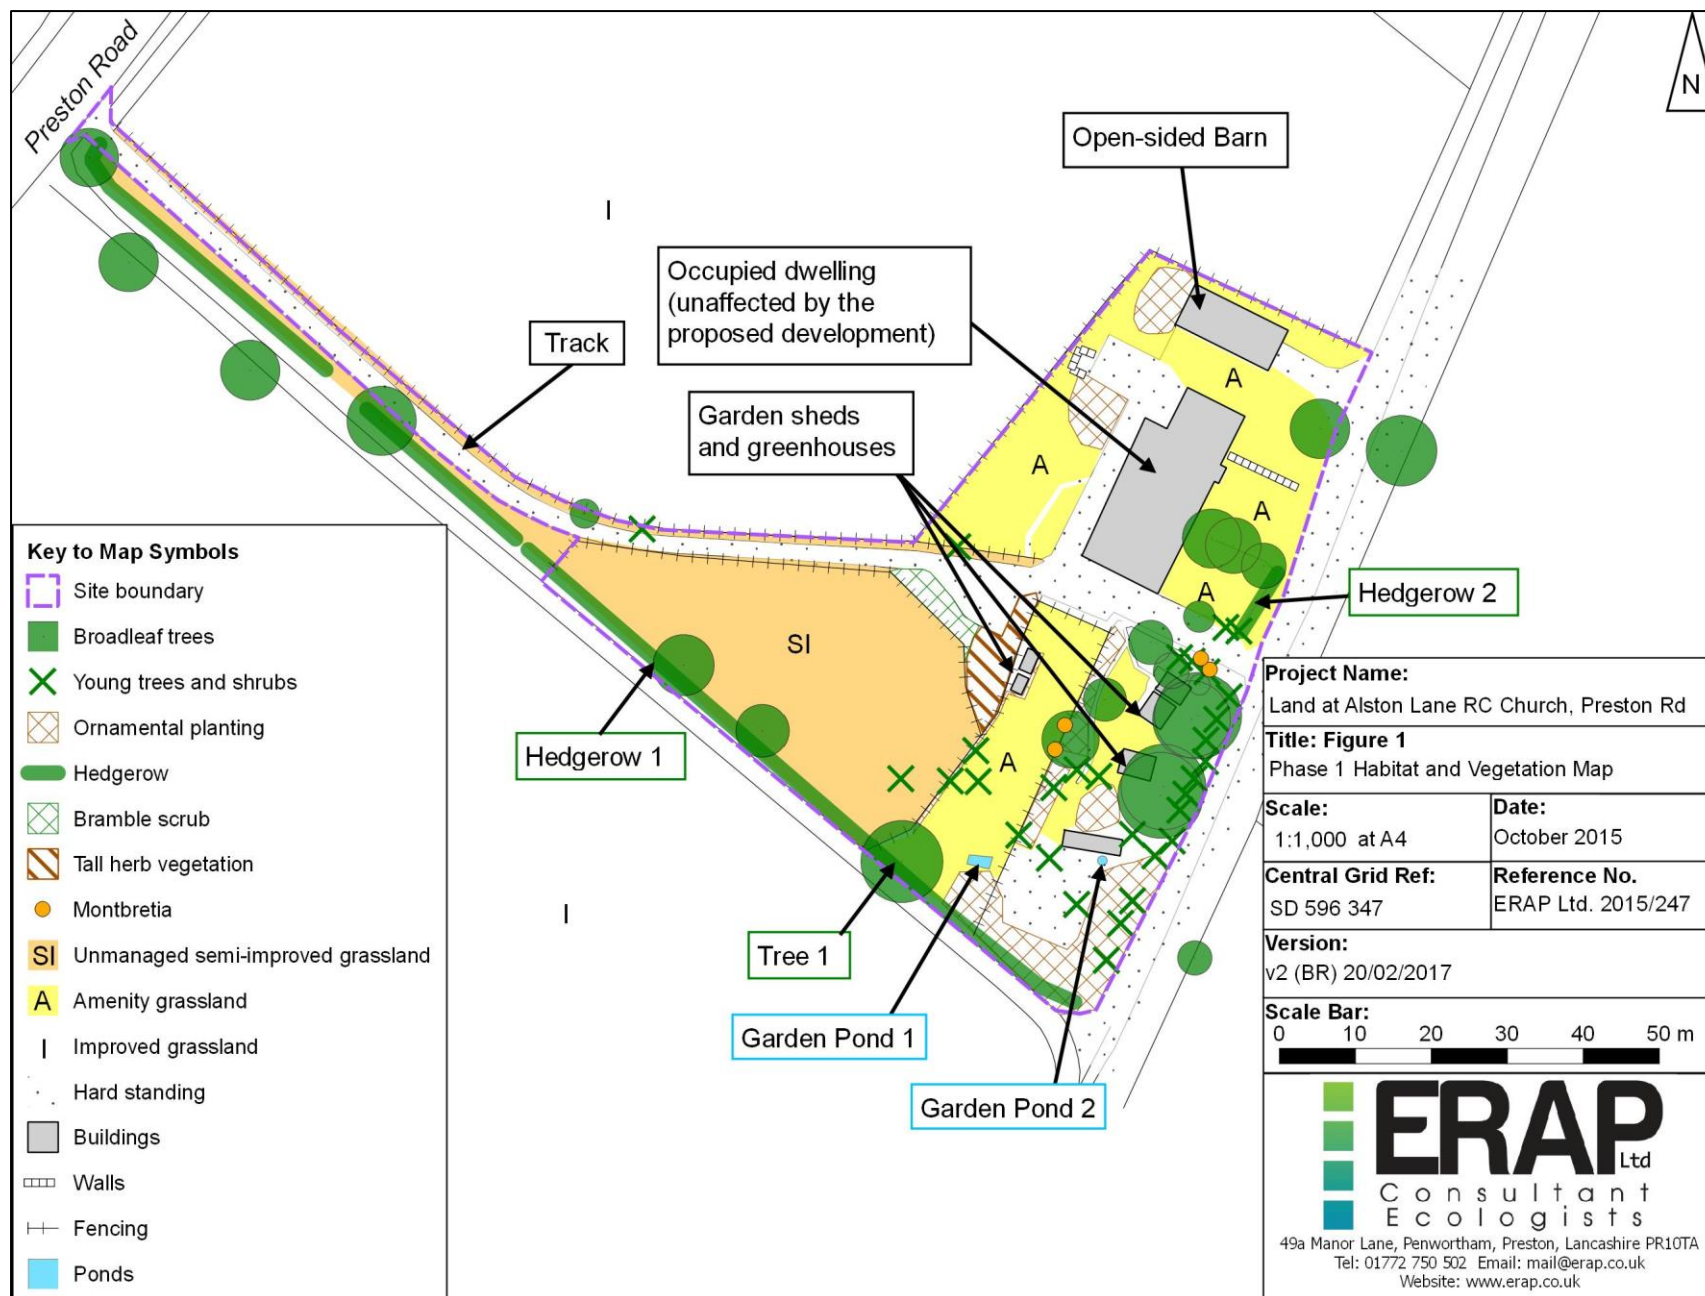 Preston Road
N
Open-sided Barn
I
Occupied dwelling
(unaffected by the
proposed development)
Track
A
Garden sheds
and greenhouses
A
A
A
Hedgerow 2
SI
Hedgerow 1
A
I
Tree 1
Garden Pond 1
Garden Pond 2
Key to Map Symbols
Site boundary
Broadleaf trees
Young trees and shrubs
Ornamental planting
Hedgerow
Bramble scrub
Tall herb vegetation
Montbretia
SI Unmanaged semi-improved grassland
A Amenity grassland
I Improved grassland
Hard standing
Buildings
Walls
Fencing
Ponds
Project Name:
Land at Alston Lane RC Church, Preston Rd
Title: Figure 1
Phase 1 Habitat and Vegetation Map
Scale:
1:1,000 at A4
Date:
October 2015
Central Grid Ref:
SD 596 347
Reference No.
ERAP Ltd. 2015/247
Version:
v2 (BR) 20/02/2017
Scale Bar:
0 10 20 30 40 50 m
ERAP Ltd
Consultant
Ecologists
49a Manor Lane, Penwortham, Preston, Lancashire PR10TA
Tel: 01772 750 502 Email: mail@erap.co.uk
Website: www.erap.co.uk